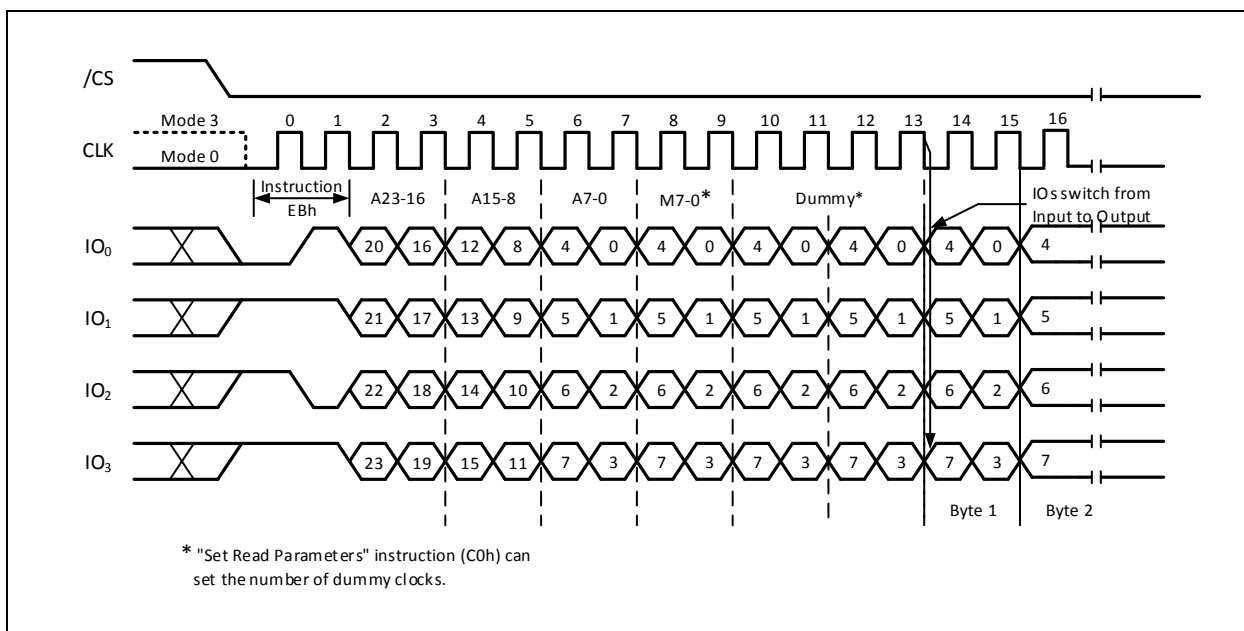 /CS
Mode 3 0 1 2 3 4 5 6 7 8 9 10 11 12 13 14 15 16
CLK
Mode 0
Instruction A23-16 A15-8 A7-0 M7-0* Dummy* IOs switch from
EBh Input to Output
IO0 20 16 12 8 4 0 4 0 4 0 4 0 4 0 4
IO1 21 17 13 9 5 1 5 1 5 1 5 1 5 1 5
IO2 22 18 14 10 6 2 6 2 6 2 6 2 6 2 6
IO3 23 19 15 11 7 3 7 3 7 3 7 3 7 3 7
Byte 1 Byte 2
* "Set Read Parameters" instruction (C0h) can
set the number of dummy clocks.